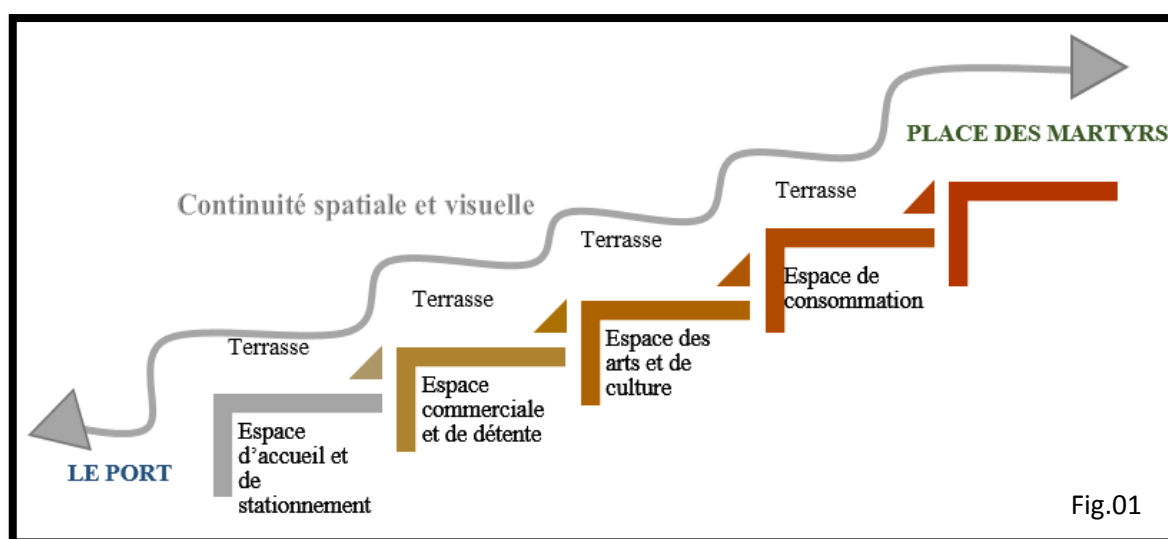 PLACE DES MARTYRS
Terrasse
Continuité spatiale et visuelle
Terrasse
Espace de
consommation
Terrasse
Espace des
arts et de
culture
Terrasse
Espace
commerciale
et de détente
Espace
d'accueil et
de
stationnement
LE PORT
Fig.01